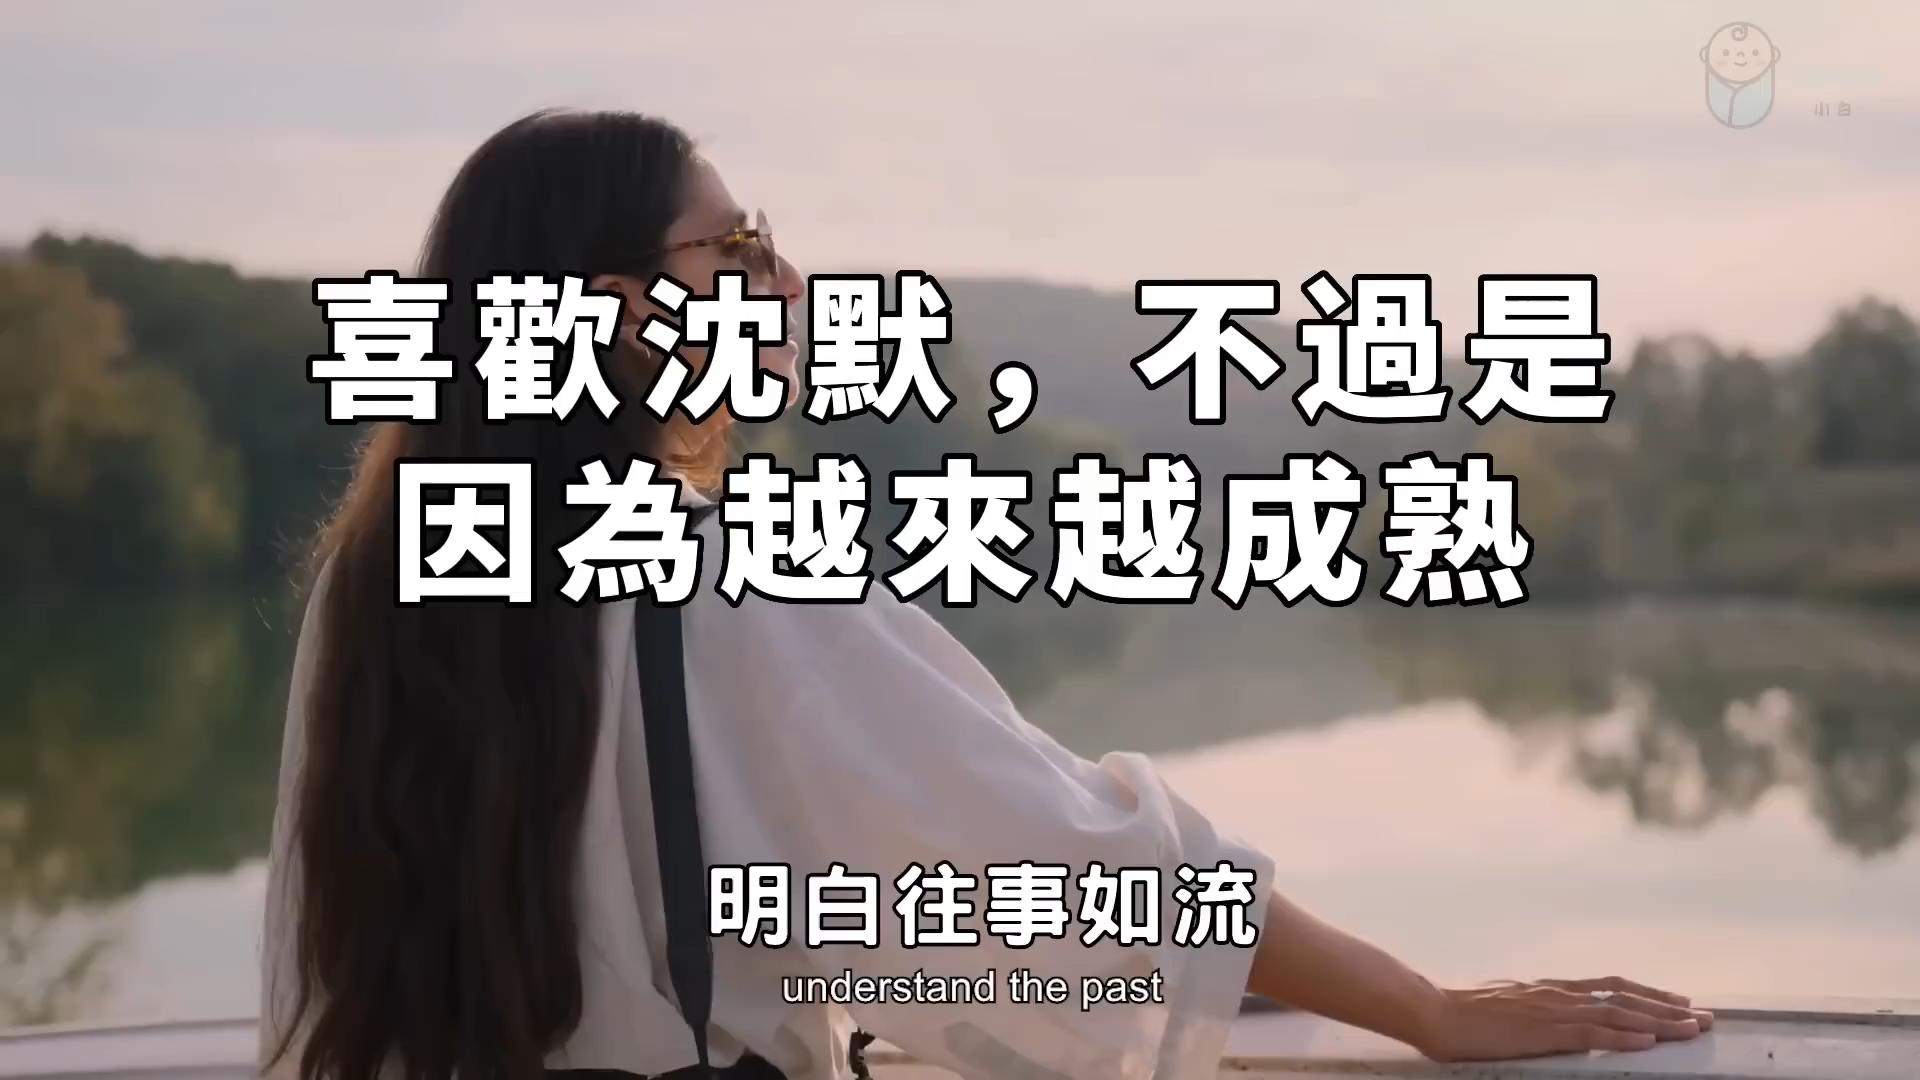 小白
喜歡沈默，不過是
因為越來越成熟
明白往事如流
understand the past